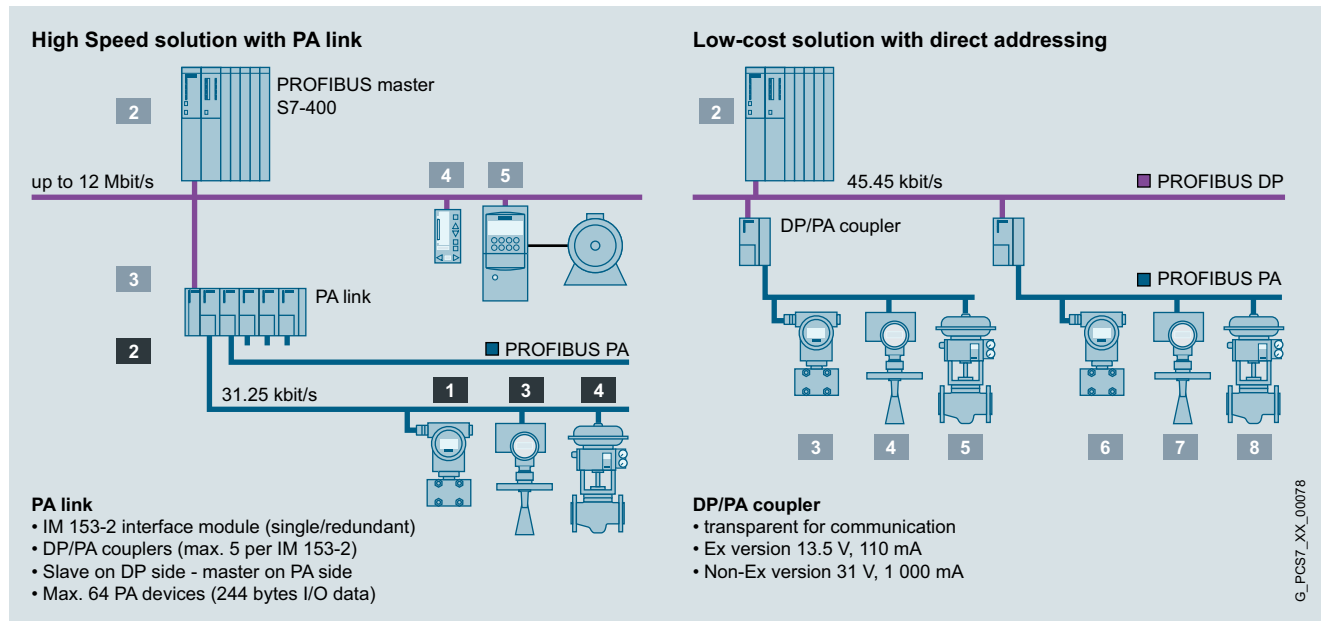 High Speed solution with PA link
PROFIBUS master
S7-400
2
up to 12 Mbit/s
4
5
3
PA link
2
PROFIBUS PA
31.25 kbit/s
1
3
4
PA link
• IM 153-2 interface module (single/redundant)
• DP/PA couplers (max. 5 per IM 153-2)
• Slave on DP side - master on PA side
• Max. 64 PA devices (244 bytes I/O data)
Low-cost solution with direct addressing
2
45.45 kbit/s
PROFIBUS DP
DP/PA coupler
PROFIBUS PA
3
4
5
6
7
8
DP/PA coupler
• transparent for communication
• Ex version 13.5 V, 110 mA
• Non-Ex version 31 V, 1 000 mA
G_PCS7_XX_00078